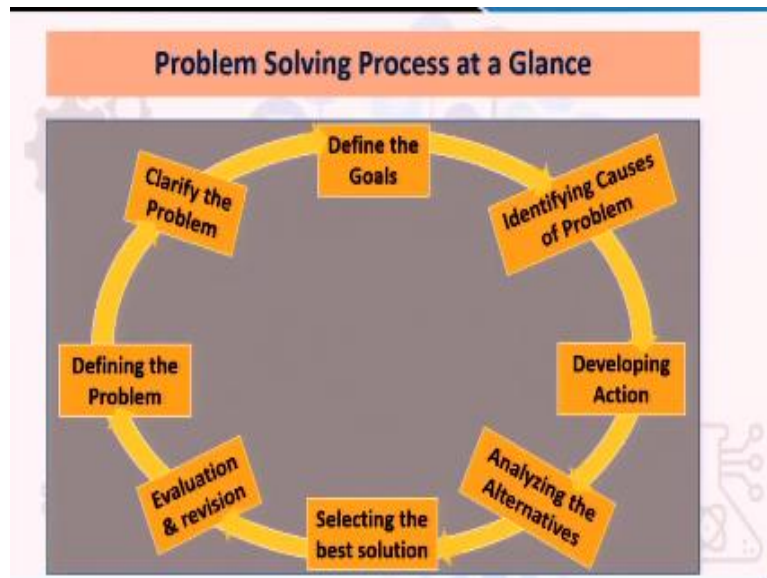 Problem Solving Process at a Glance
Define the
Goals
Identifying Causes
of Problem
Developing
Action
Analyzing the
Alternatives
Selecting the
best solution
Evaluation
& revision
Defining the
Problem
Clarify the
Problem